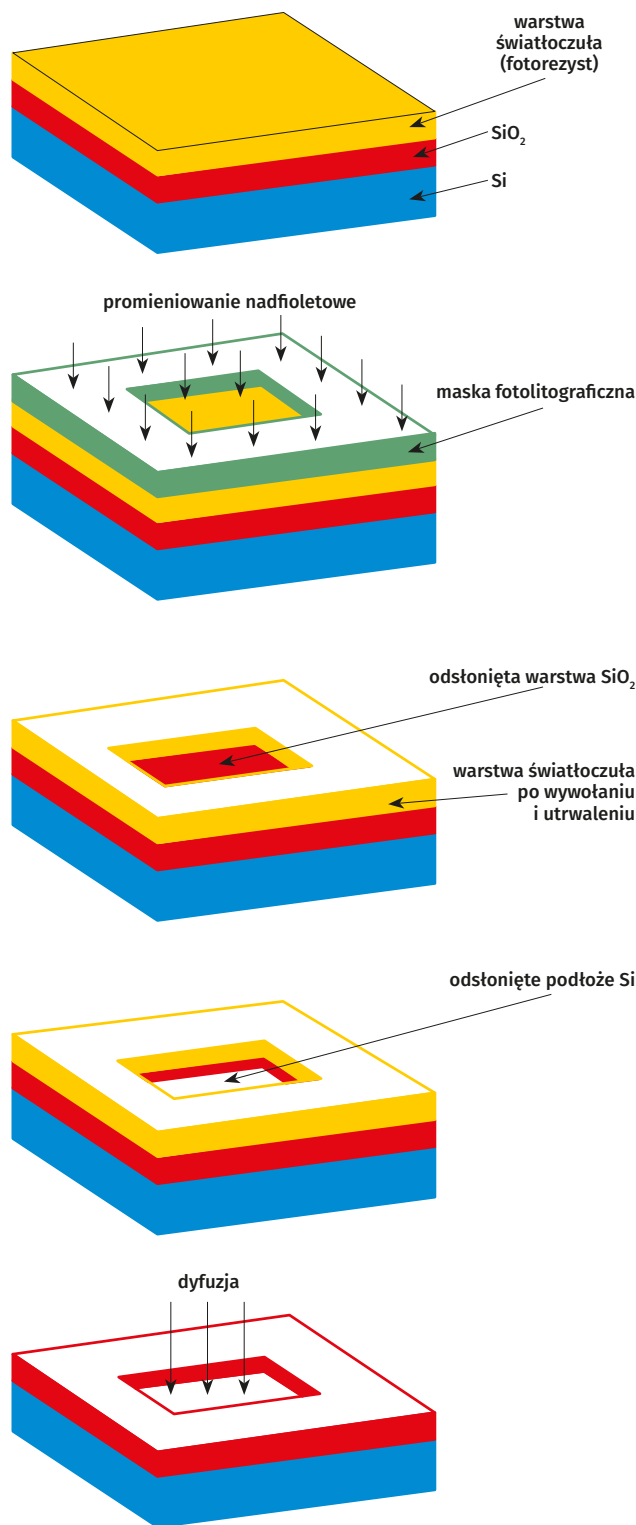 warstwa
światłoczuła
(fotorezyst)
SiO₂
Si
promieniowanie nadfioletowe
maska fotolitograficzna
odsłonięta warstwa SiO₂
warstwa światłoczuła
po wywołaniu
i utrwaleniu
odsłonięte podłoże Si
dyfuzja